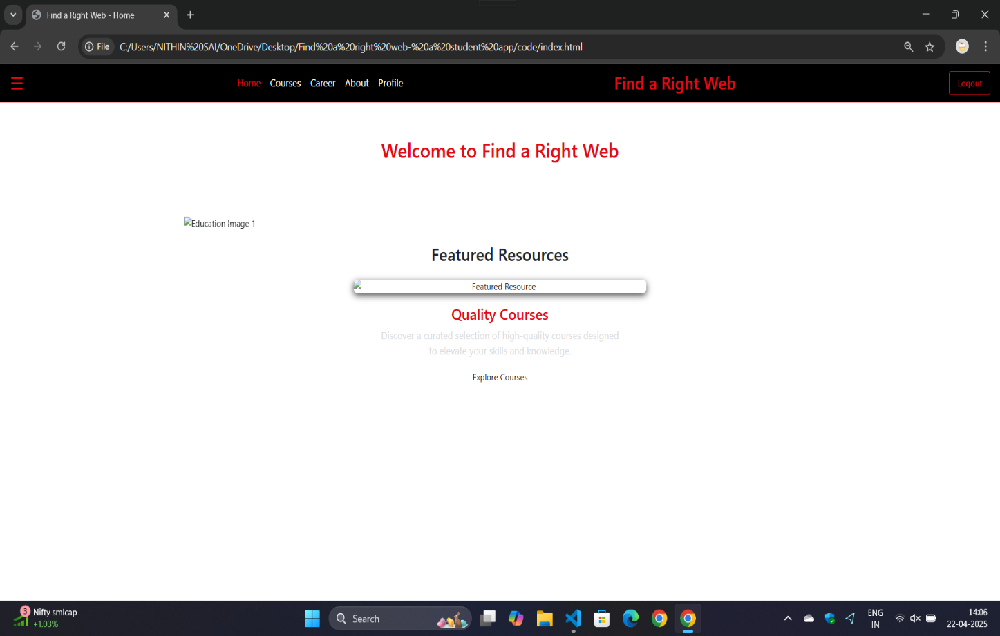 Find a Right Web - Home
File
C:/Users/NITHIN%20SAI/OneDrive/Desktop/Find%20a%20right%20web-%20a%20student%20app/code/index.html
Home Courses Career About Profile
Find a Right Web
Logout
Welcome to Find a Right Web
Education Image 1
Featured Resources
Featured Resource
Quality Courses
Discover a curated selection of high-quality courses designed
to elevate your skills and knowledge.
Explore Courses
3
Nifty smlcap
+1.03%
Search
ENG
IN
14:06
22-04-2025